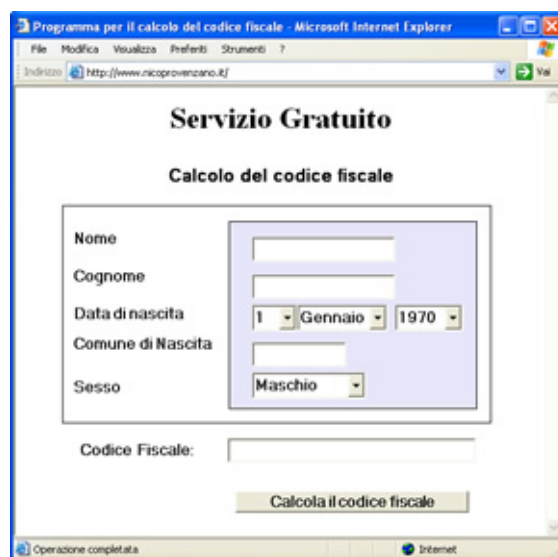 Programma per il calcolo del codice fiscale - Microsoft Internet Explorer
File Modifica Visualizza Preferiti Strumenti ?
Indirizzo http://www.nicoprovenzano.it/ Vai
Servizio Gratuito
Calcolo del codice fiscale
Nome
Cognome
Data di nascita 1 Gennaio 1970
Comune di Nascita
Sesso Maschio
Codice Fiscale:
Calcola il codice fiscale
Operazione completata Internet